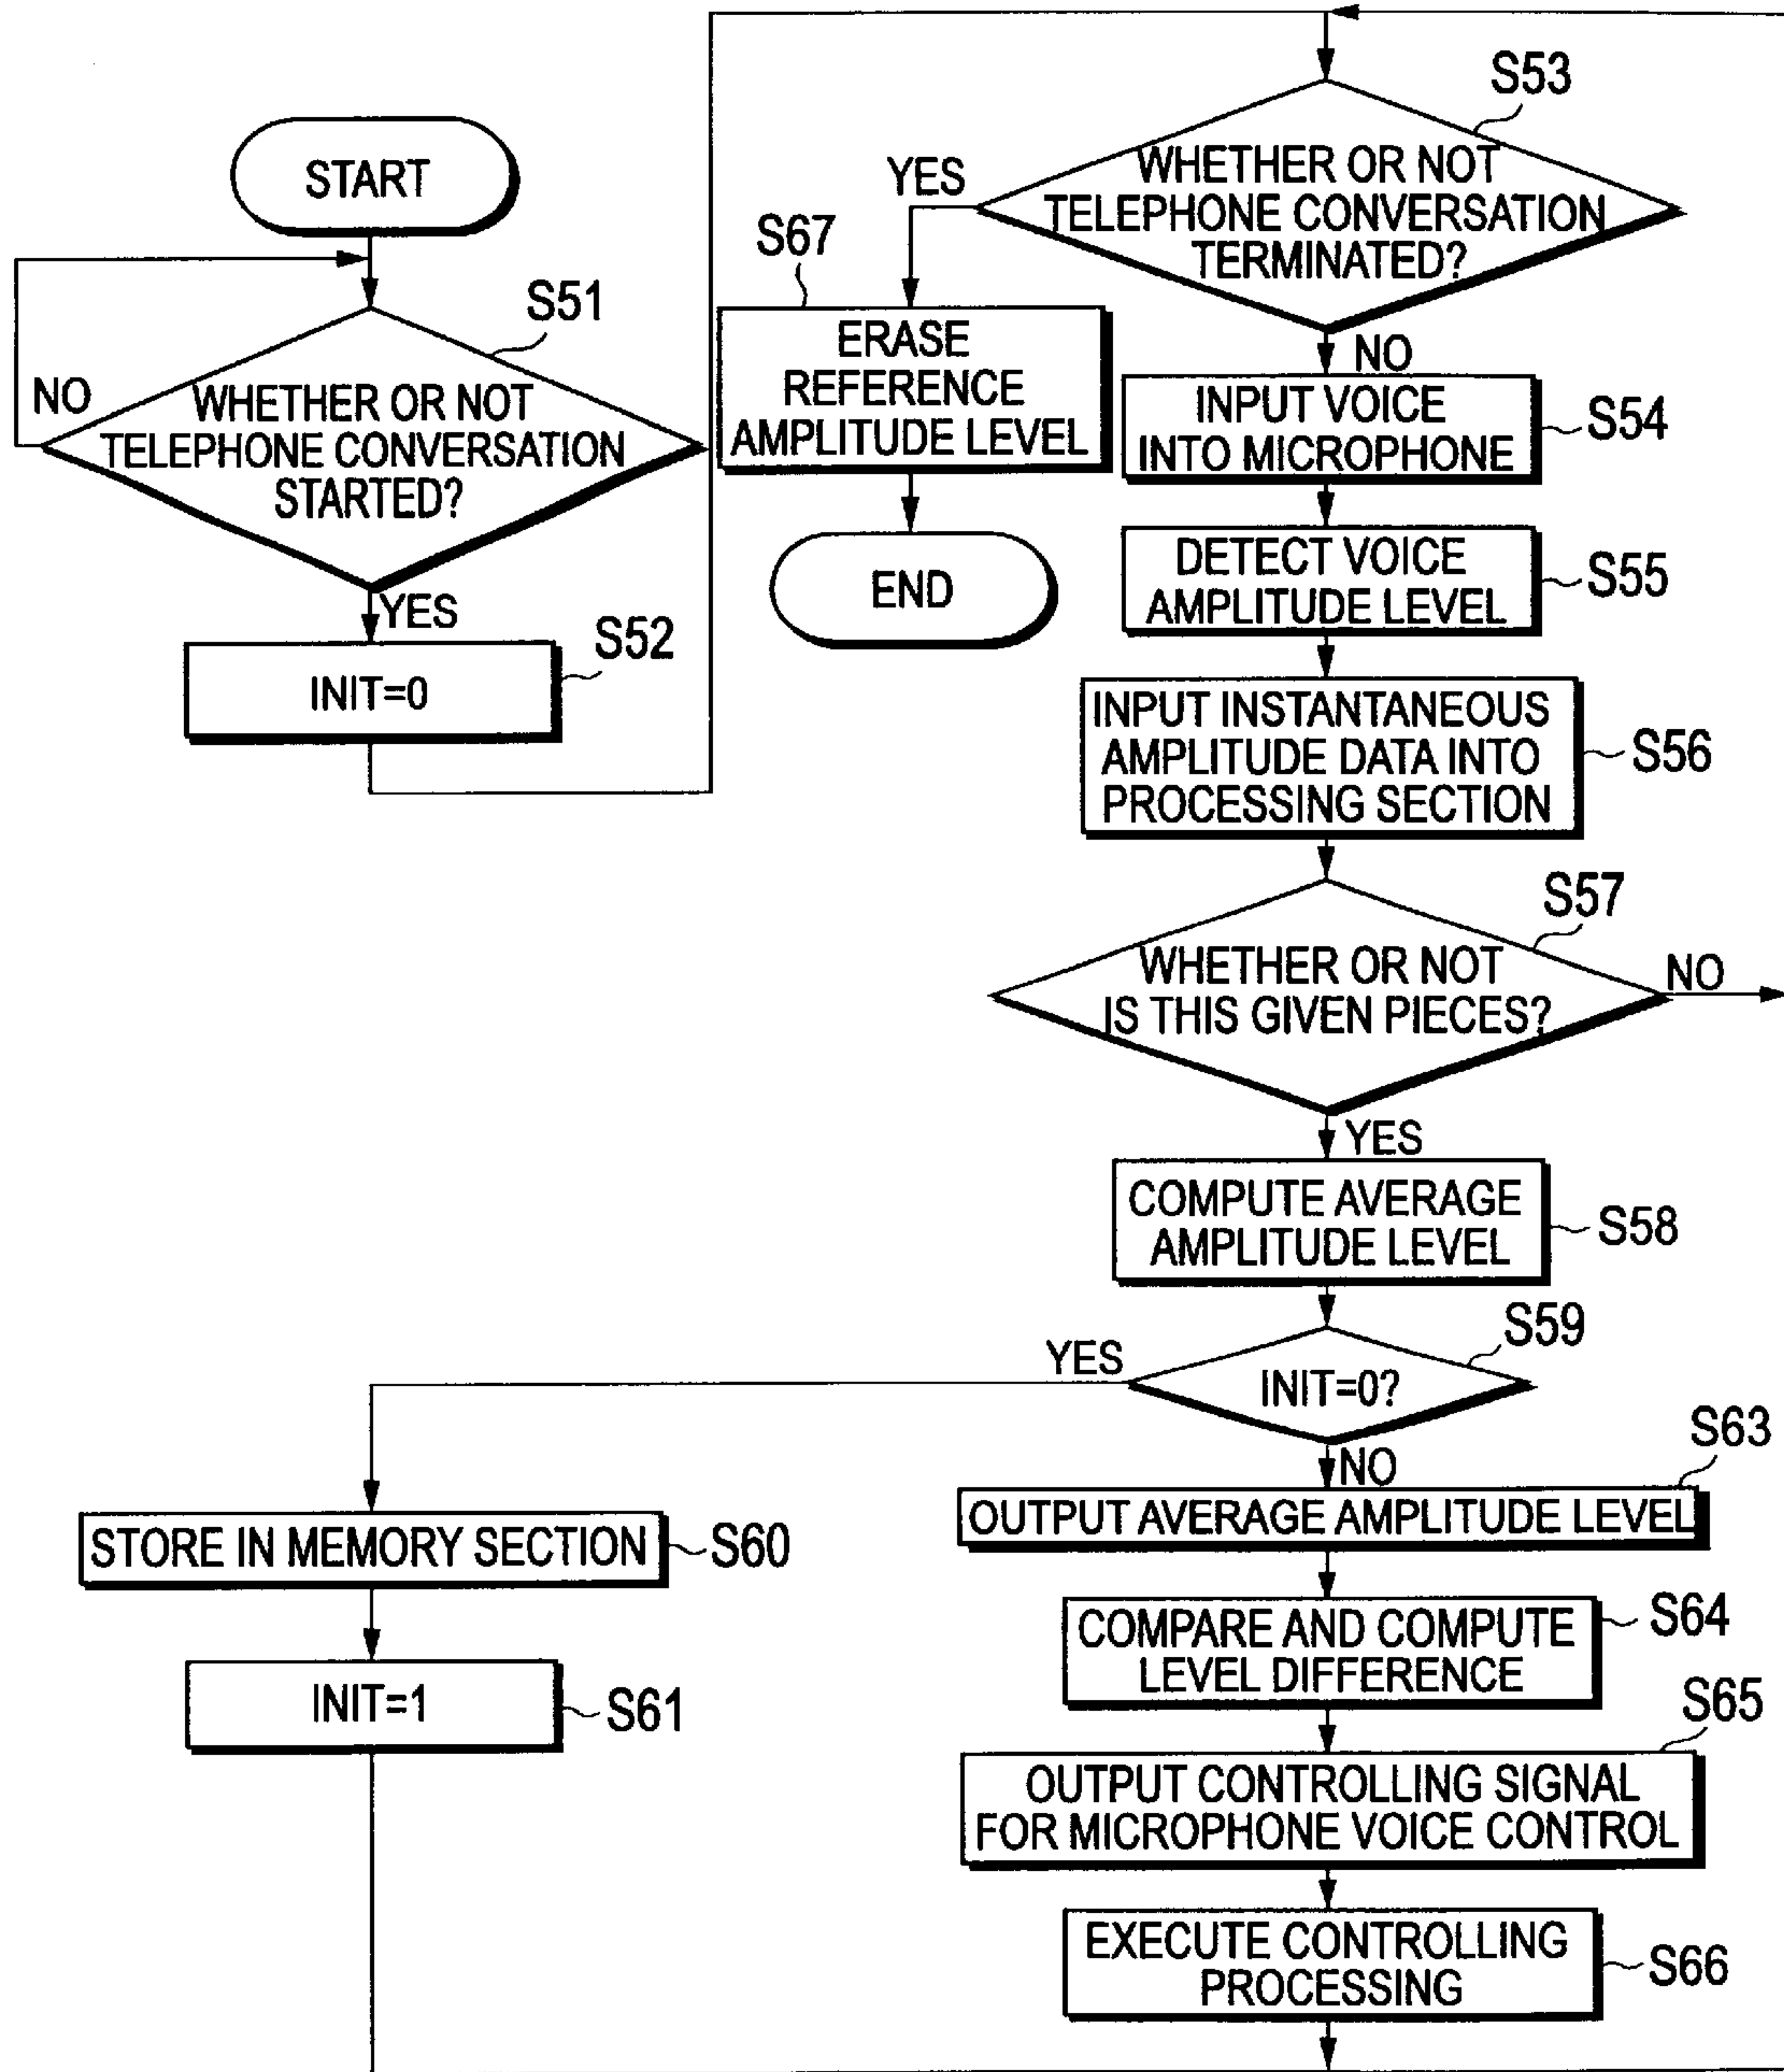 START
S51
NO
WHETHER OR NOT
TELEPHONE CONVERSATION
STARTED?
YES
S52
INIT=0
S53
WHETHER OR NOT
TELEPHONE CONVERSATION
TERMINATED?
YES
S67
ERASE
REFERENCE
AMPLITUDE LEVEL
END
NO
INPUT VOICE
INTO MICROPHONE
S54
DETECT VOICE
AMPLITUDE LEVEL
S55
INPUT INSTANTANEOUS
AMPLITUDE DATA INTO
PROCESSING SECTION
S56
S57
WHETHER OR NOT
IS THIS GIVEN PIECES?
NO
YES
COMPUTE AVERAGE
AMPLITUDE LEVEL
S58
S59
INIT=0?
YES
STORE IN MEMORY SECTION
S60
INIT=1
S61
NO
S63
OUTPUT AVERAGE AMPLITUDE LEVEL
COMPARE AND COMPUTE
LEVEL DIFFERENCE
S64
S65
OUTPUT CONTROLLING SIGNAL
FOR MICROPHONE VOICE CONTROL
EXECUTE CONTROLLING
PROCESSING
S66